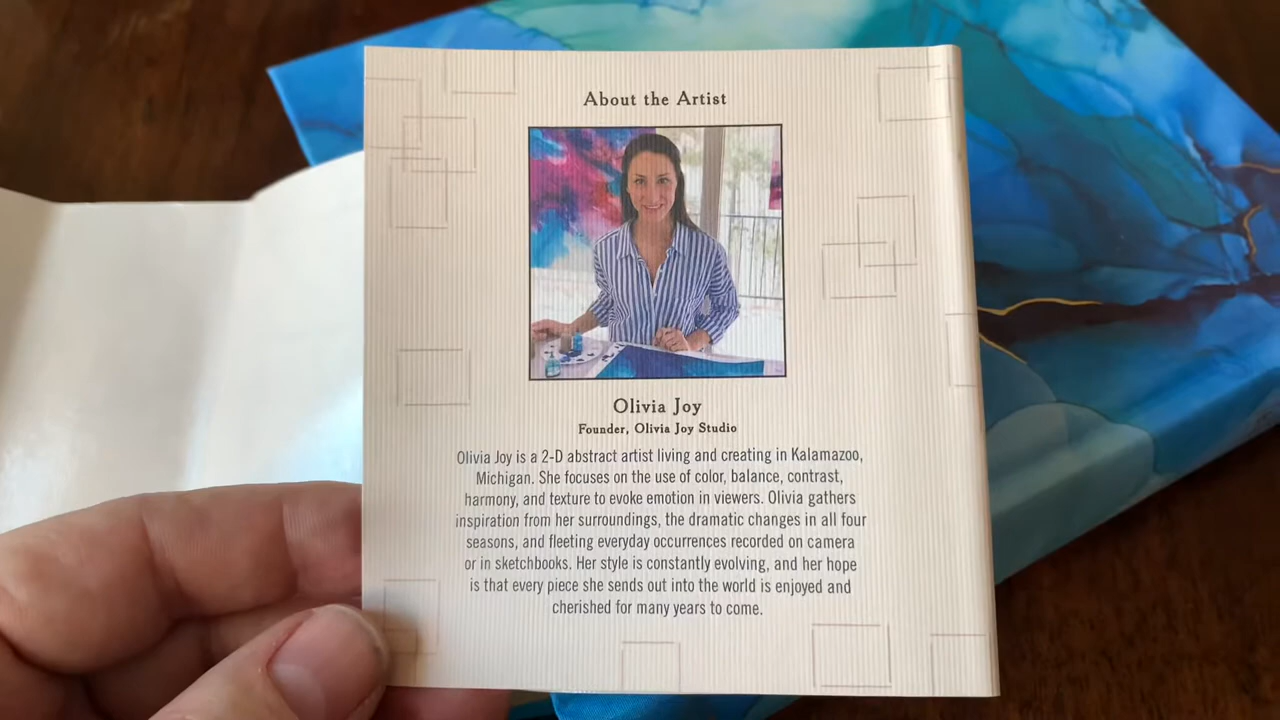 About the Artist
Olivia Joy
Founder, Olivia Joy Studio
Olivia Joy is a 2-D abstract artist living and creating in Kalamazoo,
Michigan. She focuses on the use of color, balance, contrast,
harmony, and texture to evoke emotion in viewers. Olivia gathers
inspiration from her surroundings, the dramatic changes in all four
seasons, and fleeting everyday occurrences recorded on camera
or in sketchbooks. Her style is constantly evolving, and her hope
is that every piece she sends out into the world is enjoyed and
cherished for many years to come.